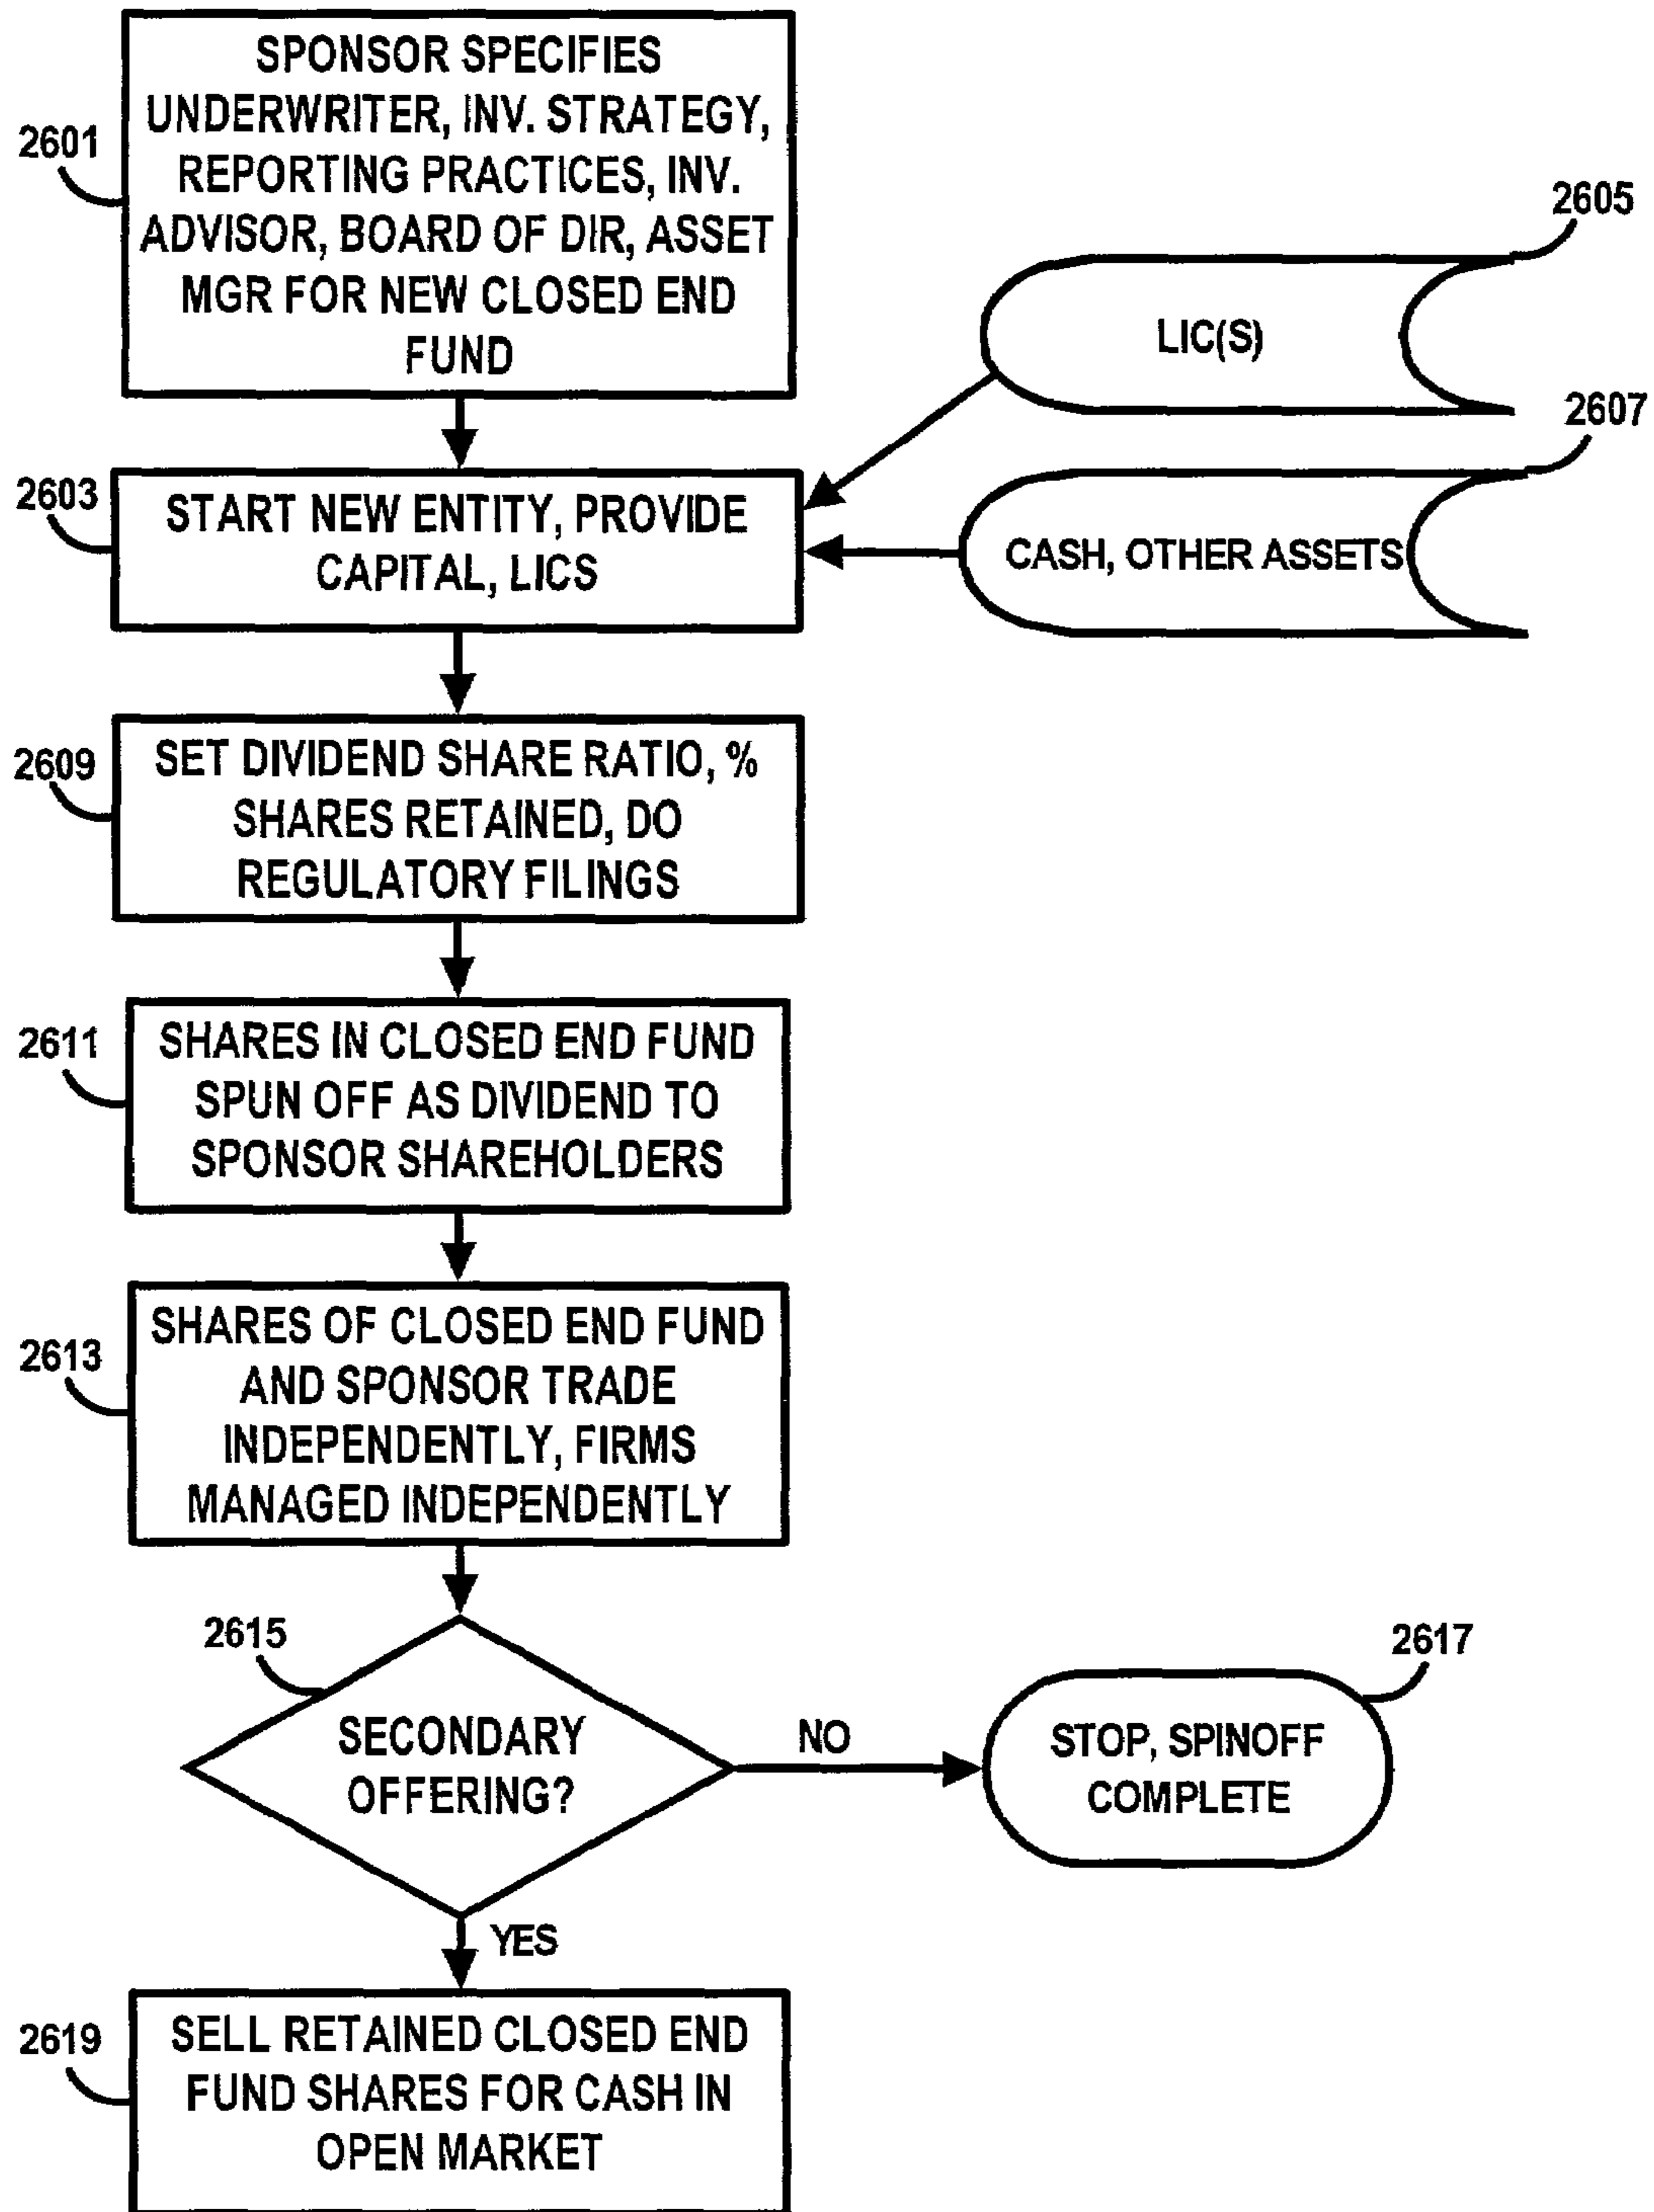 2601
SPONSOR SPECIFIES
UNDERWRITER, INV. STRATEGY,
REPORTING PRACTICES, INV.
ADVISOR, BOARD OF DIR, ASSET
MGR FOR NEW CLOSED END
FUND
2605
LIC(S)
2607
CASH, OTHER ASSETS
2603
START NEW ENTITY, PROVIDE
CAPITAL, LICS
2609
SET DIVIDEND SHARE RATIO, %
SHARES RETAINED, DO
REGULATORY FILINGS
2611
SHARES IN CLOSED END FUND
SPUN OFF AS DIVIDEND TO
SPONSOR SHAREHOLDERS
2613
SHARES OF CLOSED END FUND
AND SPONSOR TRADE
INDEPENDENTLY, FIRMS
MANAGED INDEPENDENTLY
2615
SECONDARY
OFFERING?
NO
2617
STOP, SPINOFF
COMPLETE
YES
2619
SELL RETAINED CLOSED END
FUND SHARES FOR CASH IN
OPEN MARKET